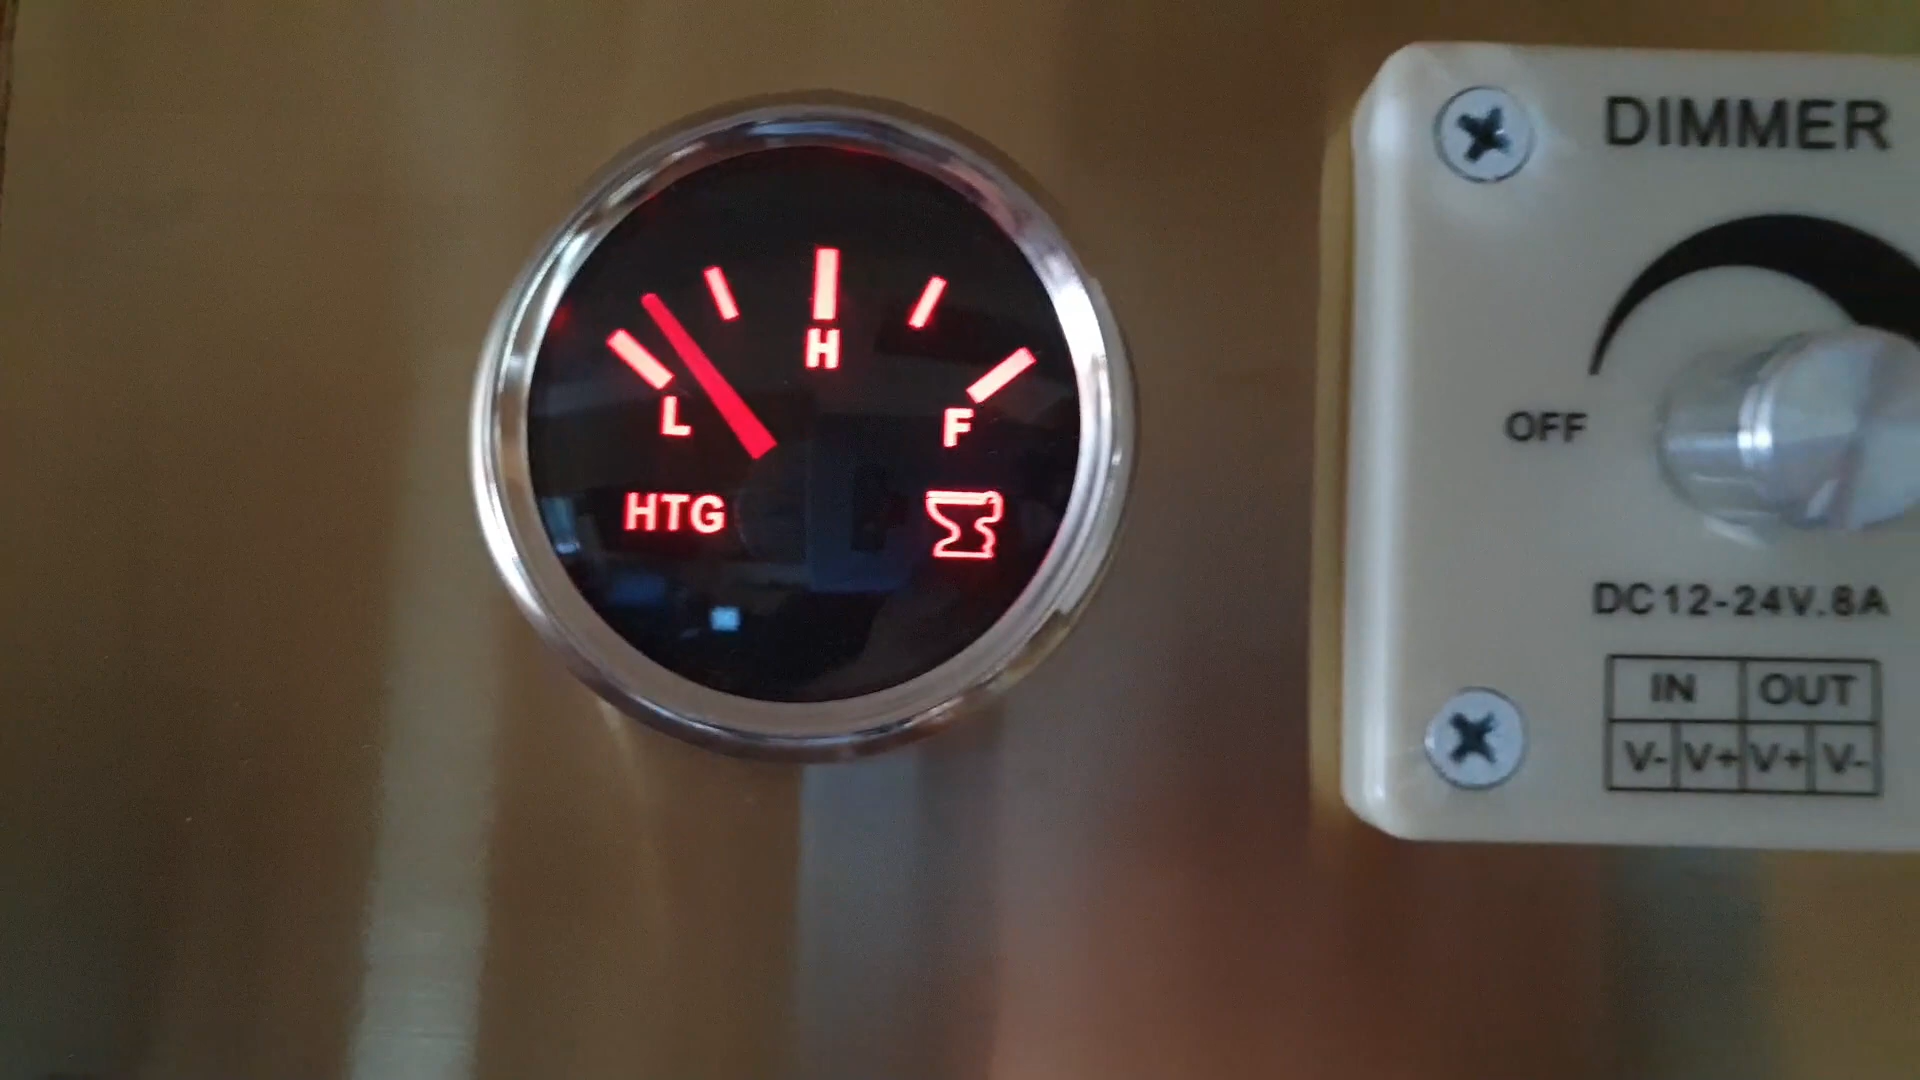 H
L
F
HTG
DIMMER
OFF
DC12-24V.8A
IN OUT
V- V+ V+ V-